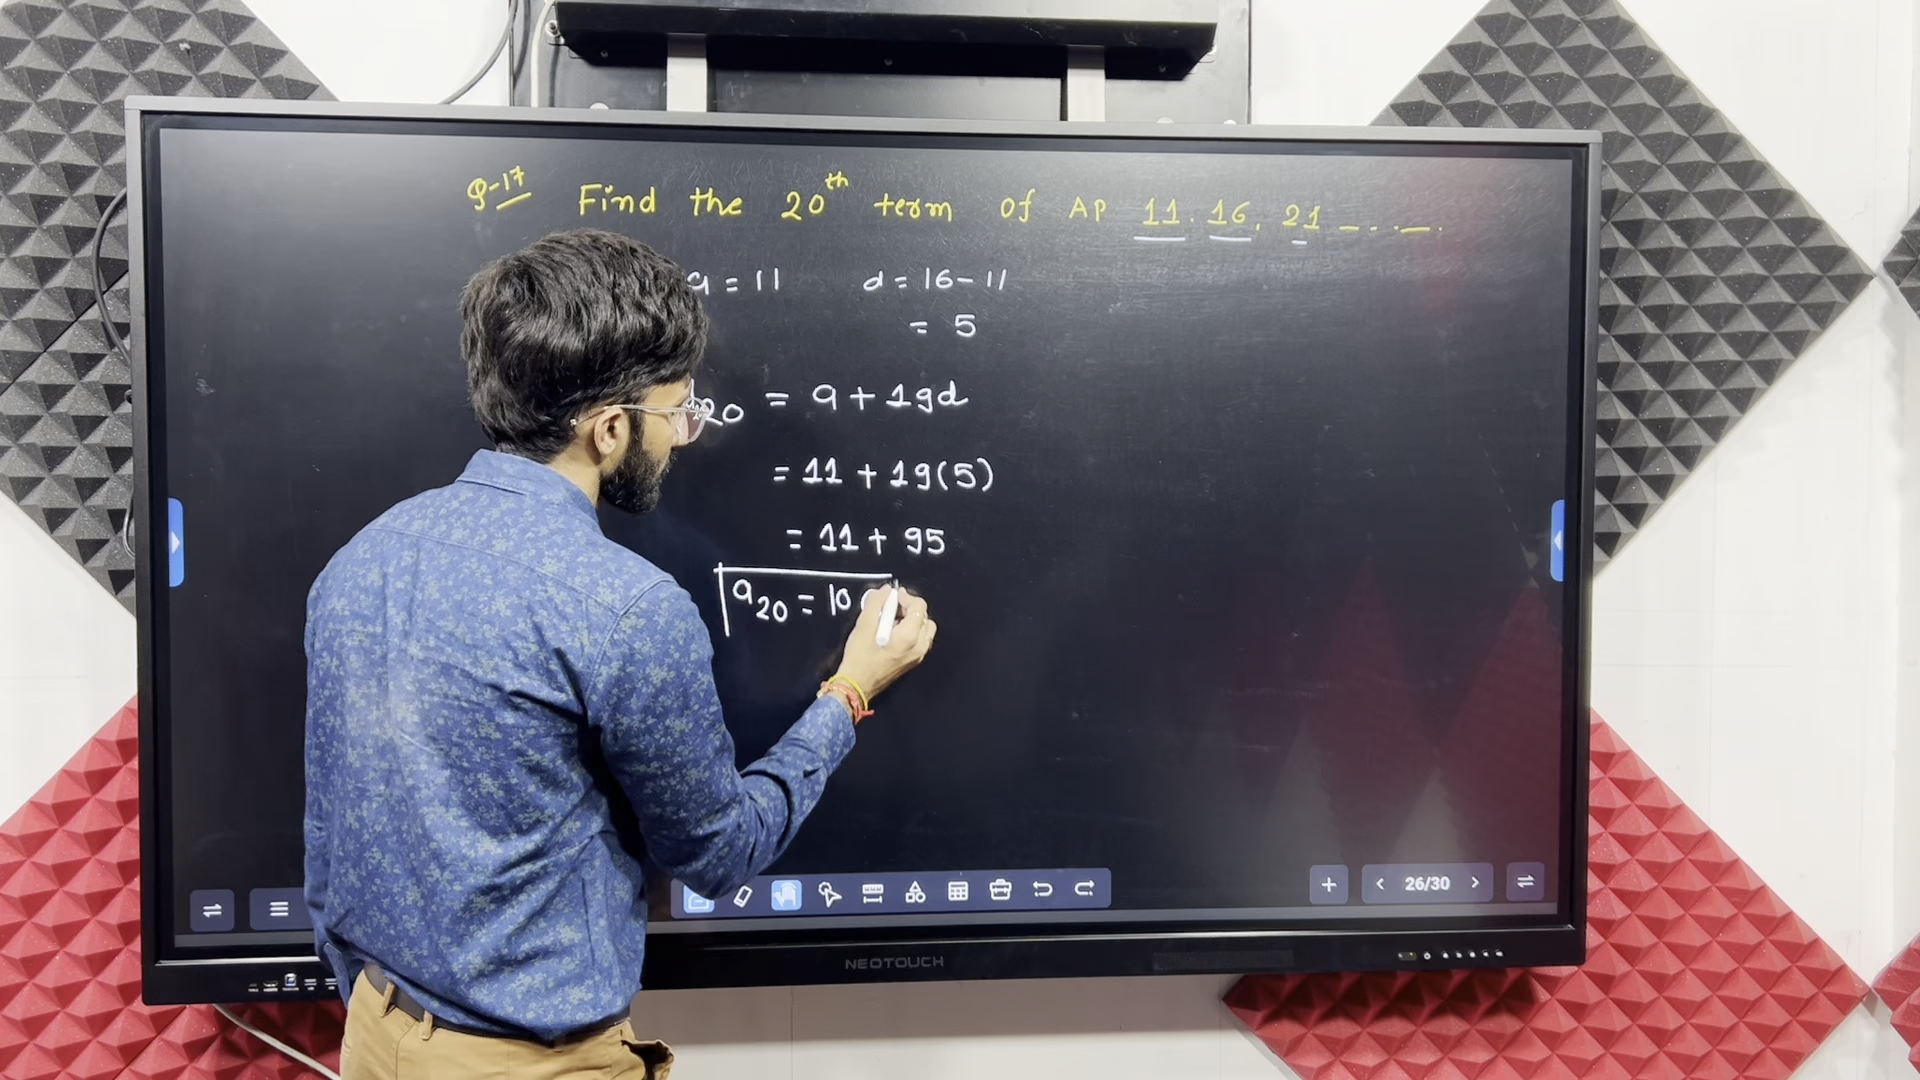 Q-17 Find the 20th term of AP 11. 16, 21 -----.
a = 11 d = 16 - 11
= 5
20 = a + 19d
= 11 + 19(5)
= 11 + 95
a20 = 10
26/30
NEOTOUCH